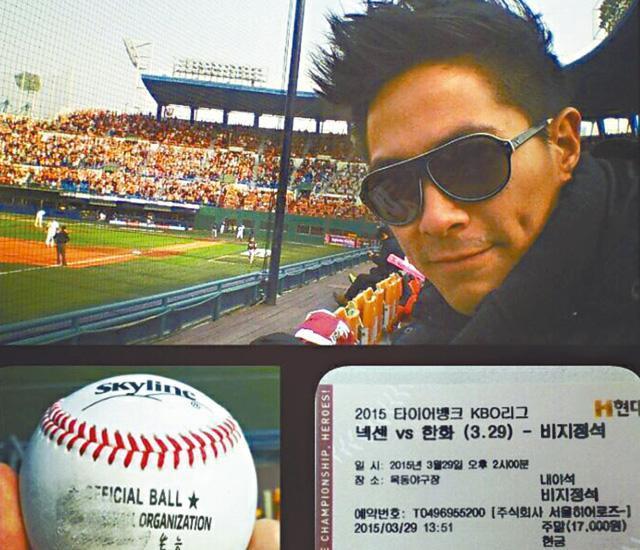 skyline
OFFICIAL BALL ★
ORGANIZATION
E CHAMPIONSHIP, HEROES!
H현대
2015 타이어뱅크 KBO리그
넥센 vs 한화 (3.29) - 비지정석
일 시: 2015년 3월29일 오후 2시00분
장 소: 목동야구장
내야석
비지정석
예약번호: T0496955200 [주식회사 서울히어로즈-]
2015/03/29 13:51
주말(17,000원)
현금